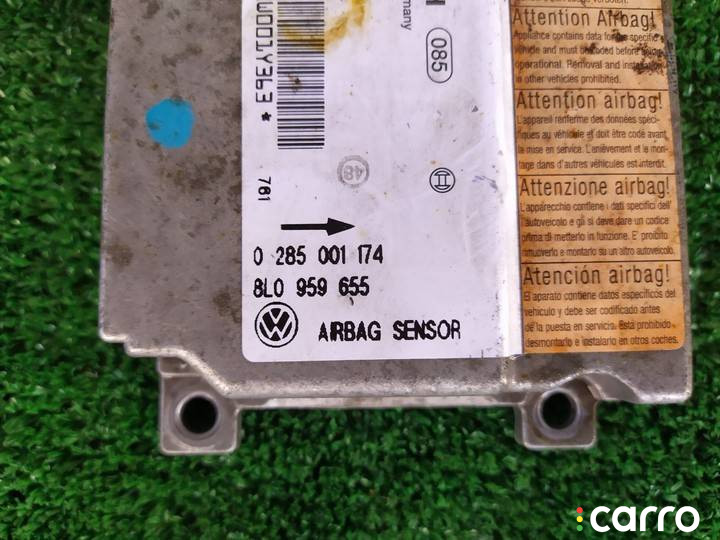 W001Y363 *
many
085
48
761
0 285 001 174
8L0 959 655
VW
AIRBAG SENSOR
Attention Airbag!
Appliance contains data for the specific
vehicle and must be coded before
operational. Removal and
in other vehicles prohibited.
Attention airbag!
L'appareil renferme des données spéci-
fiques au véhicule et doit être codé avant
la mise en service. L'enlèvement et le mon-
tage dans d'autres véhicules est interdit.
Attenzione airbag!
L'apparecchio contiene i dati specifici dell'
autoveicolo e gli si deve dare un codice
prima di metterlo in funzione. E' proibito
rimuoverlo e montarlo su un altro autoveicolo.
Atención airbag!
El aparato contiene datos específicos del
vehículo y debe ser codificado antes
de la puesta en servicio. Está prohibido
desmontarlo e instalarlo en otros coches.
carro